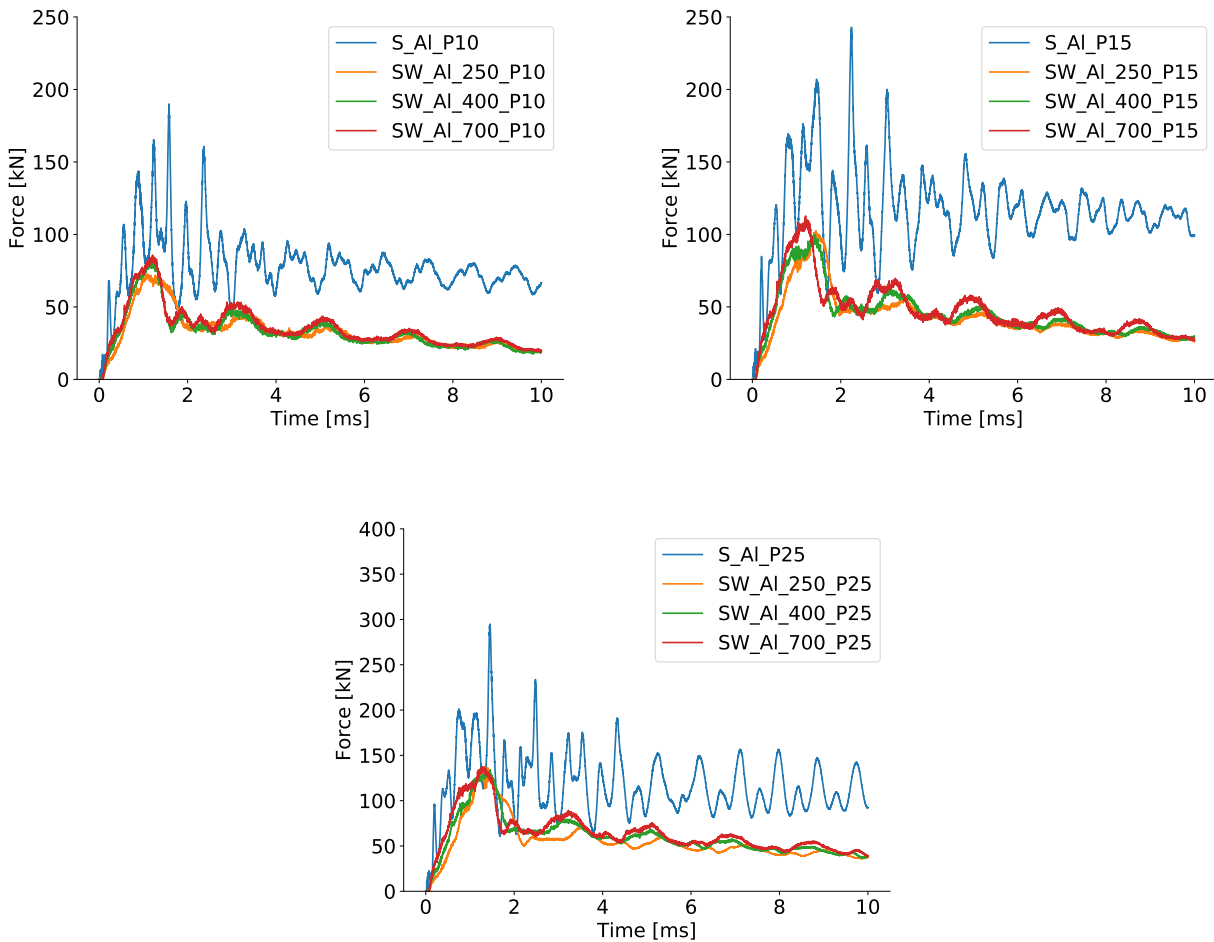 250
200
150
100
50
0
Force [kN]
0 2 4 6 8 10
Time [ms]
S_Al_P10
SW_Al_250_P10
SW_Al_400_P10
SW_Al_700_P10
250
200
150
100
50
0
Force [kN]
0 2 4 6 8 10
Time [ms]
S_Al_P15
SW_Al_250_P15
SW_Al_400_P15
SW_Al_700_P15
400
350
300
250
200
150
100
50
0
Force [kN]
0 2 4 6 8 10
Time [ms]
S_Al_P25
SW_Al_250_P25
SW_Al_400_P25
SW_Al_700_P25